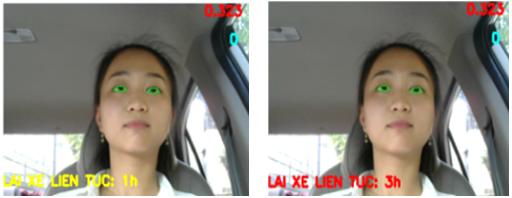 0.323
0
LAI XE LIEN TUC: 1h
0.323
0
LAI XE LIEN TUC: 3h